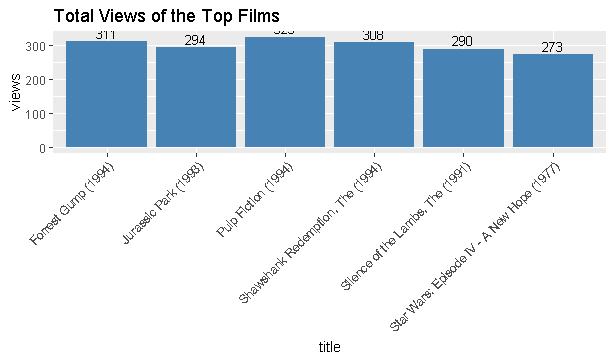 Total Views of the Top Films
311
294
308
290
273
300
200
100
0
views
Forrest Gump (1994)
Jurassic Park (1993)
Pulp Fiction (1994)
Shawshank Redemption, The (1994)
Silence of the Lambs, The (1991)
Star Wars: Episode IV - A New Hope (1977)
title